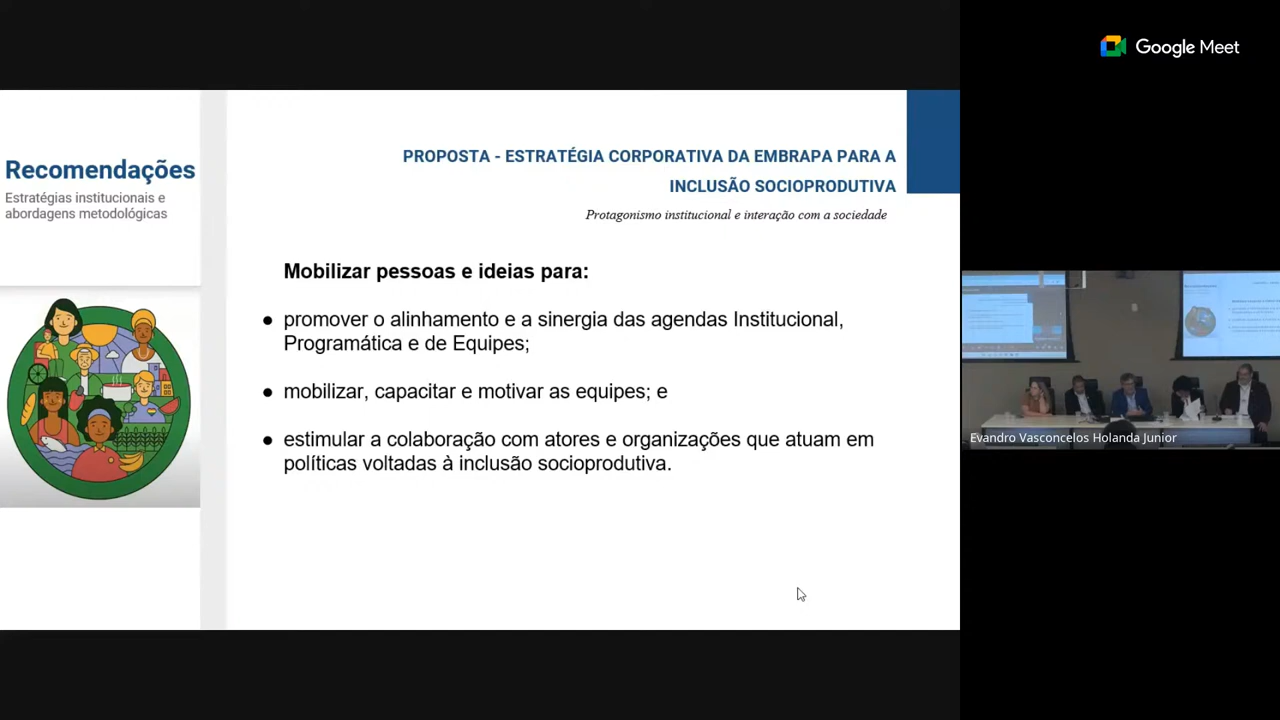 Google Meet
Recomendações
Estratégias institucionais e
abordagens metodológicas
PROPOSTA - ESTRATÉGIA CORPORATIVA DA EMBRAPA PARA A
INCLUSÃO SOCIOPRODUTIVA
Protagonismo institucional e interação com a sociedade
Mobilizar pessoas e ideias para:
● promover o alinhamento e a sinergia das agendas Institucional,
Programática e de Equipes;
● mobilizar, capacitar e motivar as equipes; e
● estimular a colaboração com atores e organizações que atuam em
políticas voltadas à inclusão socioprodutiva.
Evandro Vasconcelos Holanda Junior